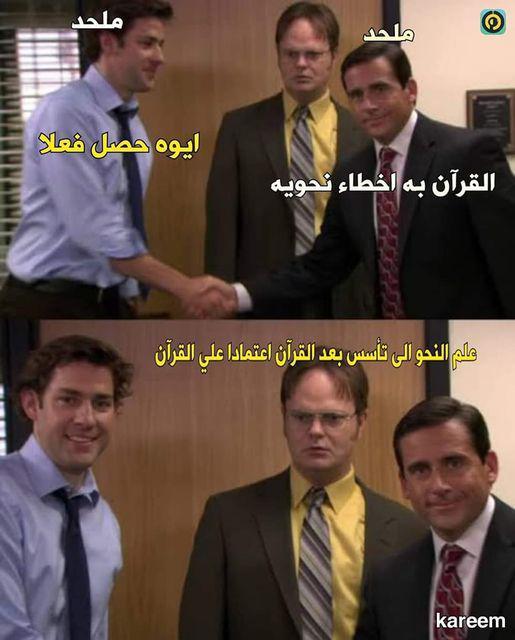 ملحد
ملحد
ايوه حصل فعلا
القرآن به اخطاء نحويه
علم النحو الى تأسس بعد القرآن اعتمادا علي القرآن
kareem